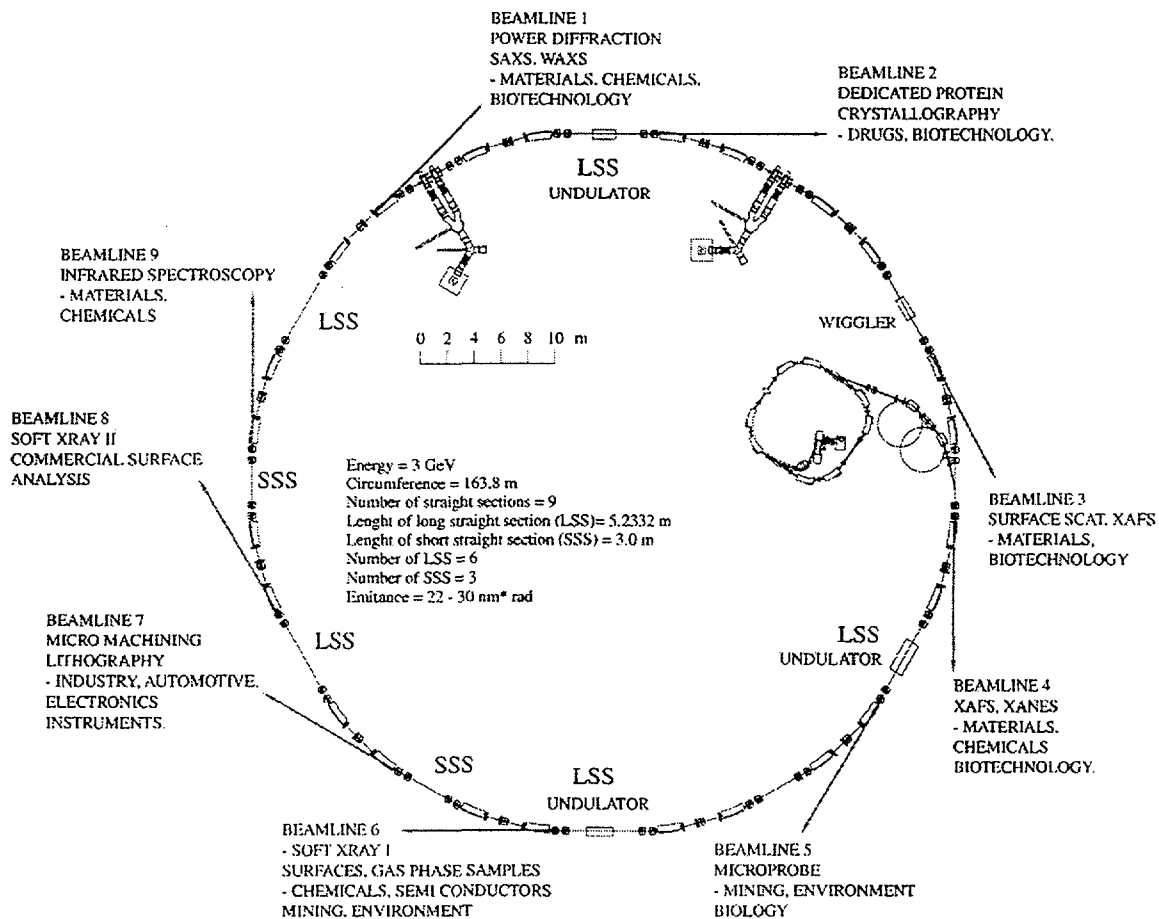 BEAMLINE 1
POWER DIFFRACTION
SAXS, WAXS
- MATERIALS, CHEMICALS,
BIOTECHNOLOGY
BEAMLINE 2
DEDICATED PROTEIN
CRYSTALLOGRAPHY
- DRUGS, BIOTECHNOLOGY.
LSS
UNDULATOR
BEAMLINE 9
INFRARED SPECTROSCOPY
- MATERIALS,
CHEMICALS
LSS
WIGGLER
0 2 4 6 8 10 m
BEAMLINE 8
SOFT XRAY II
COMMERCIAL SURFACE
ANALYSIS
SSS
Energy = 3 GeV
Circumference = 163.8 m
Number of straight sections = 9
Lenght of long straight section (LSS)= 5.2332 m
Lenght of short straight section (SSS) = 3.0 m
Number of LSS = 6
Number of SSS = 3
Emitance = 22 - 30 nm* rad
BEAMLINE 3
SURFACE SCAT, XAFS
- MATERIALS,
BIOTECHNOLOGY
BEAMLINE 7
MICRO MACHINING
LITHOGRAPHY
- INDUSTRY, AUTOMOTIVE,
ELECTRONICS
INSTRUMENTS.
LSS
LSS
UNDULATOR
BEAMLINE 4
XAFS, XANES
- MATERIALS,
CHEMICALS
BIOTECHNOLOGY.
SSS
LSS
UNDULATOR
BEAMLINE 6
- SOFT XRAY I
SURFACES, GAS PHASE SAMPLES
- CHEMICALS, SEMI CONDUCTORS
MINING, ENVIRONMENT
BEAMLINE 5
MICROPROBE
- MINING, ENVIRONMENT
BIOLOGY